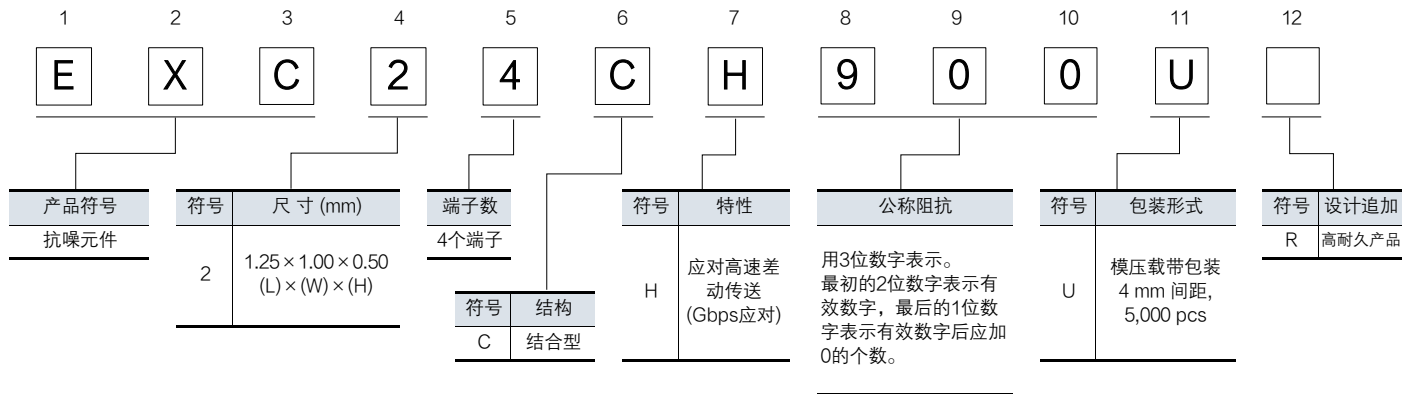 1 2 3 4 5 6 7 8 9 10 11 12
E X C 2 4 C H 9 0 0 U
产品符号
抗噪元件
符号 尺 寸 (mm)
2 1.25×1.00×0.50
(L)×(W)×(H)
端子数
4个端子
符号 结构
C 结合型
符号 特性
H 应对高速差
动传送
(Gbps应对)
公称阻抗
用3位数字表示。
最初的2位数字表示有
效数字，最后的1位数
字表示有效数字后应加
0的个数。
符号 包装形式
U 模压载带包装
4 mm 间距,
5,000 pcs
符号 设计追加
R 高耐久产品